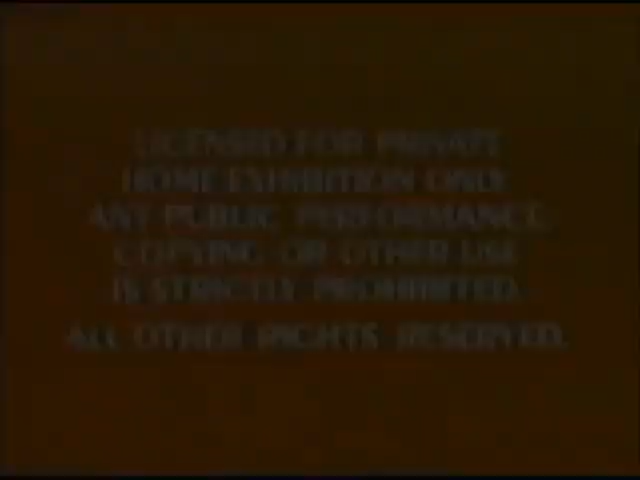 LICENSED FOR PRIVATE
HOME EXHIBITION ONLY
ANY PUBLIC PERFORMANCE,
COPYING OR OTHER USE
IS STRICTLY PROHIBITED.
ALL OTHER RIGHTS RESERVED.